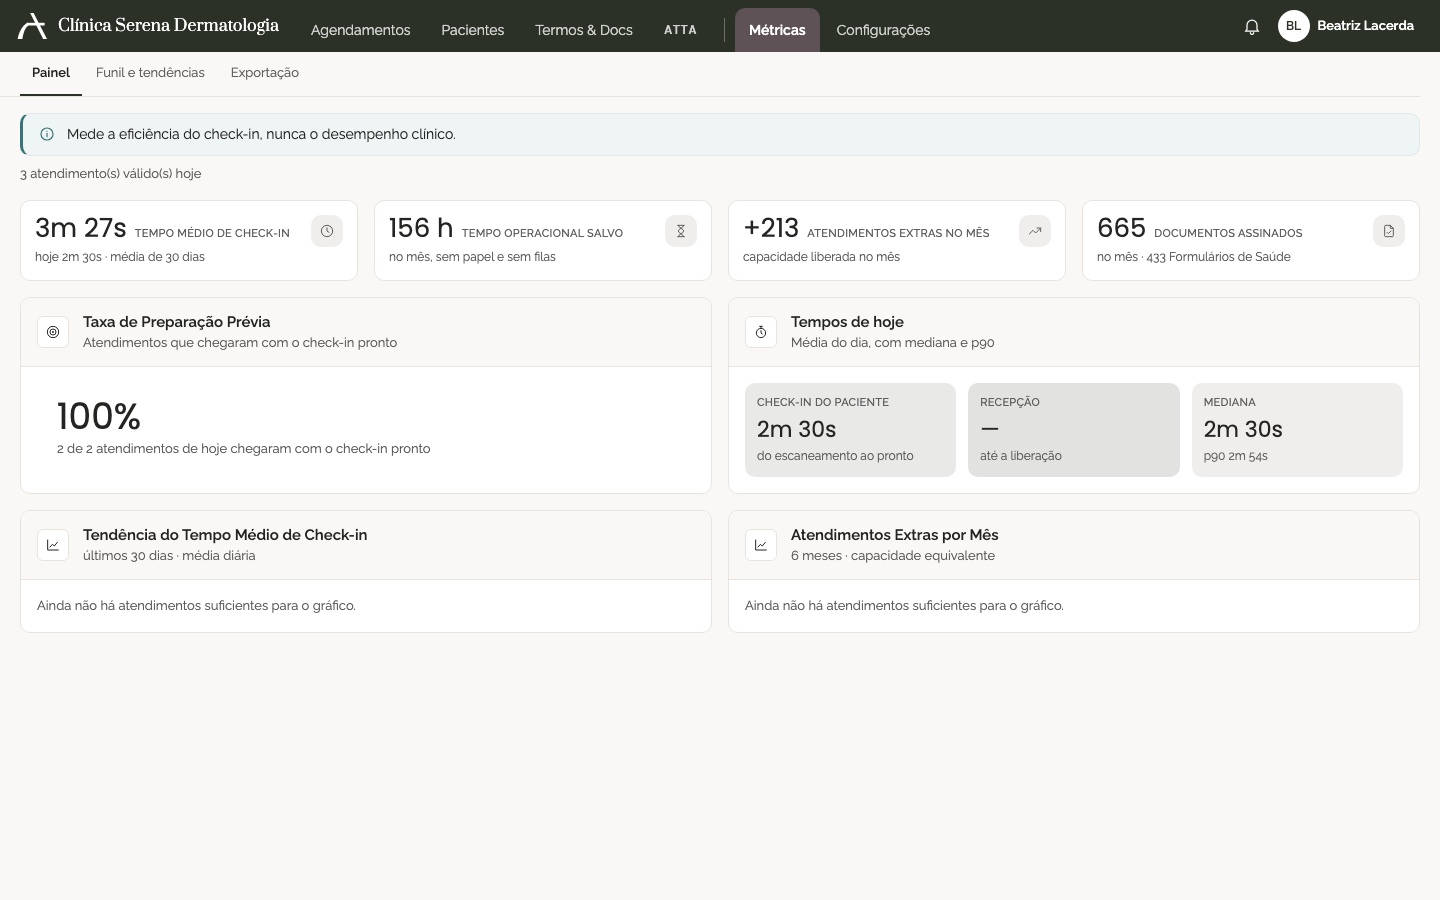 Clínica Serena Dermatologia
Agendamentos
Pacientes
Termos & Docs
ATTA
Métricas
Configurações
BL
Beatriz Lacerda
Painel
Funil e tendências
Exportação
Mede a eficiência do check-in, nunca o desempenho clínico.
3 atendimento(s) válido(s) hoje
3m 27s TEMPO MÉDIO DE CHECK-IN
hoje 2m 30s · média de 30 dias
156 h TEMPO OPERACIONAL SALVO
no mês, sem papel e sem filas
+213 ATENDIMENTOS EXTRAS NO MÊS
capacidade liberada no mês
665 DOCUMENTOS ASSINADOS
no mês · 433 Formulários de Saúde
Taxa de Preparação Prévia
Atendimentos que chegaram com o check-in pronto
100%
2 de 2 atendimentos de hoje chegaram com o check-in pronto
Tempos de hoje
Média do dia, com mediana e p90
CHECK-IN DO PACIENTE
2m 30s
do escaneamento ao pronto
RECEPÇÃO
—
até a liberação
MEDIANA
2m 30s
p90 2m 54s
Tendência do Tempo Médio de Check-in
últimos 30 dias · média diária
Ainda não há atendimentos suficientes para o gráfico.
Atendimentos Extras por Mês
6 meses · capacidade equivalente
Ainda não há atendimentos suficientes para o gráfico.